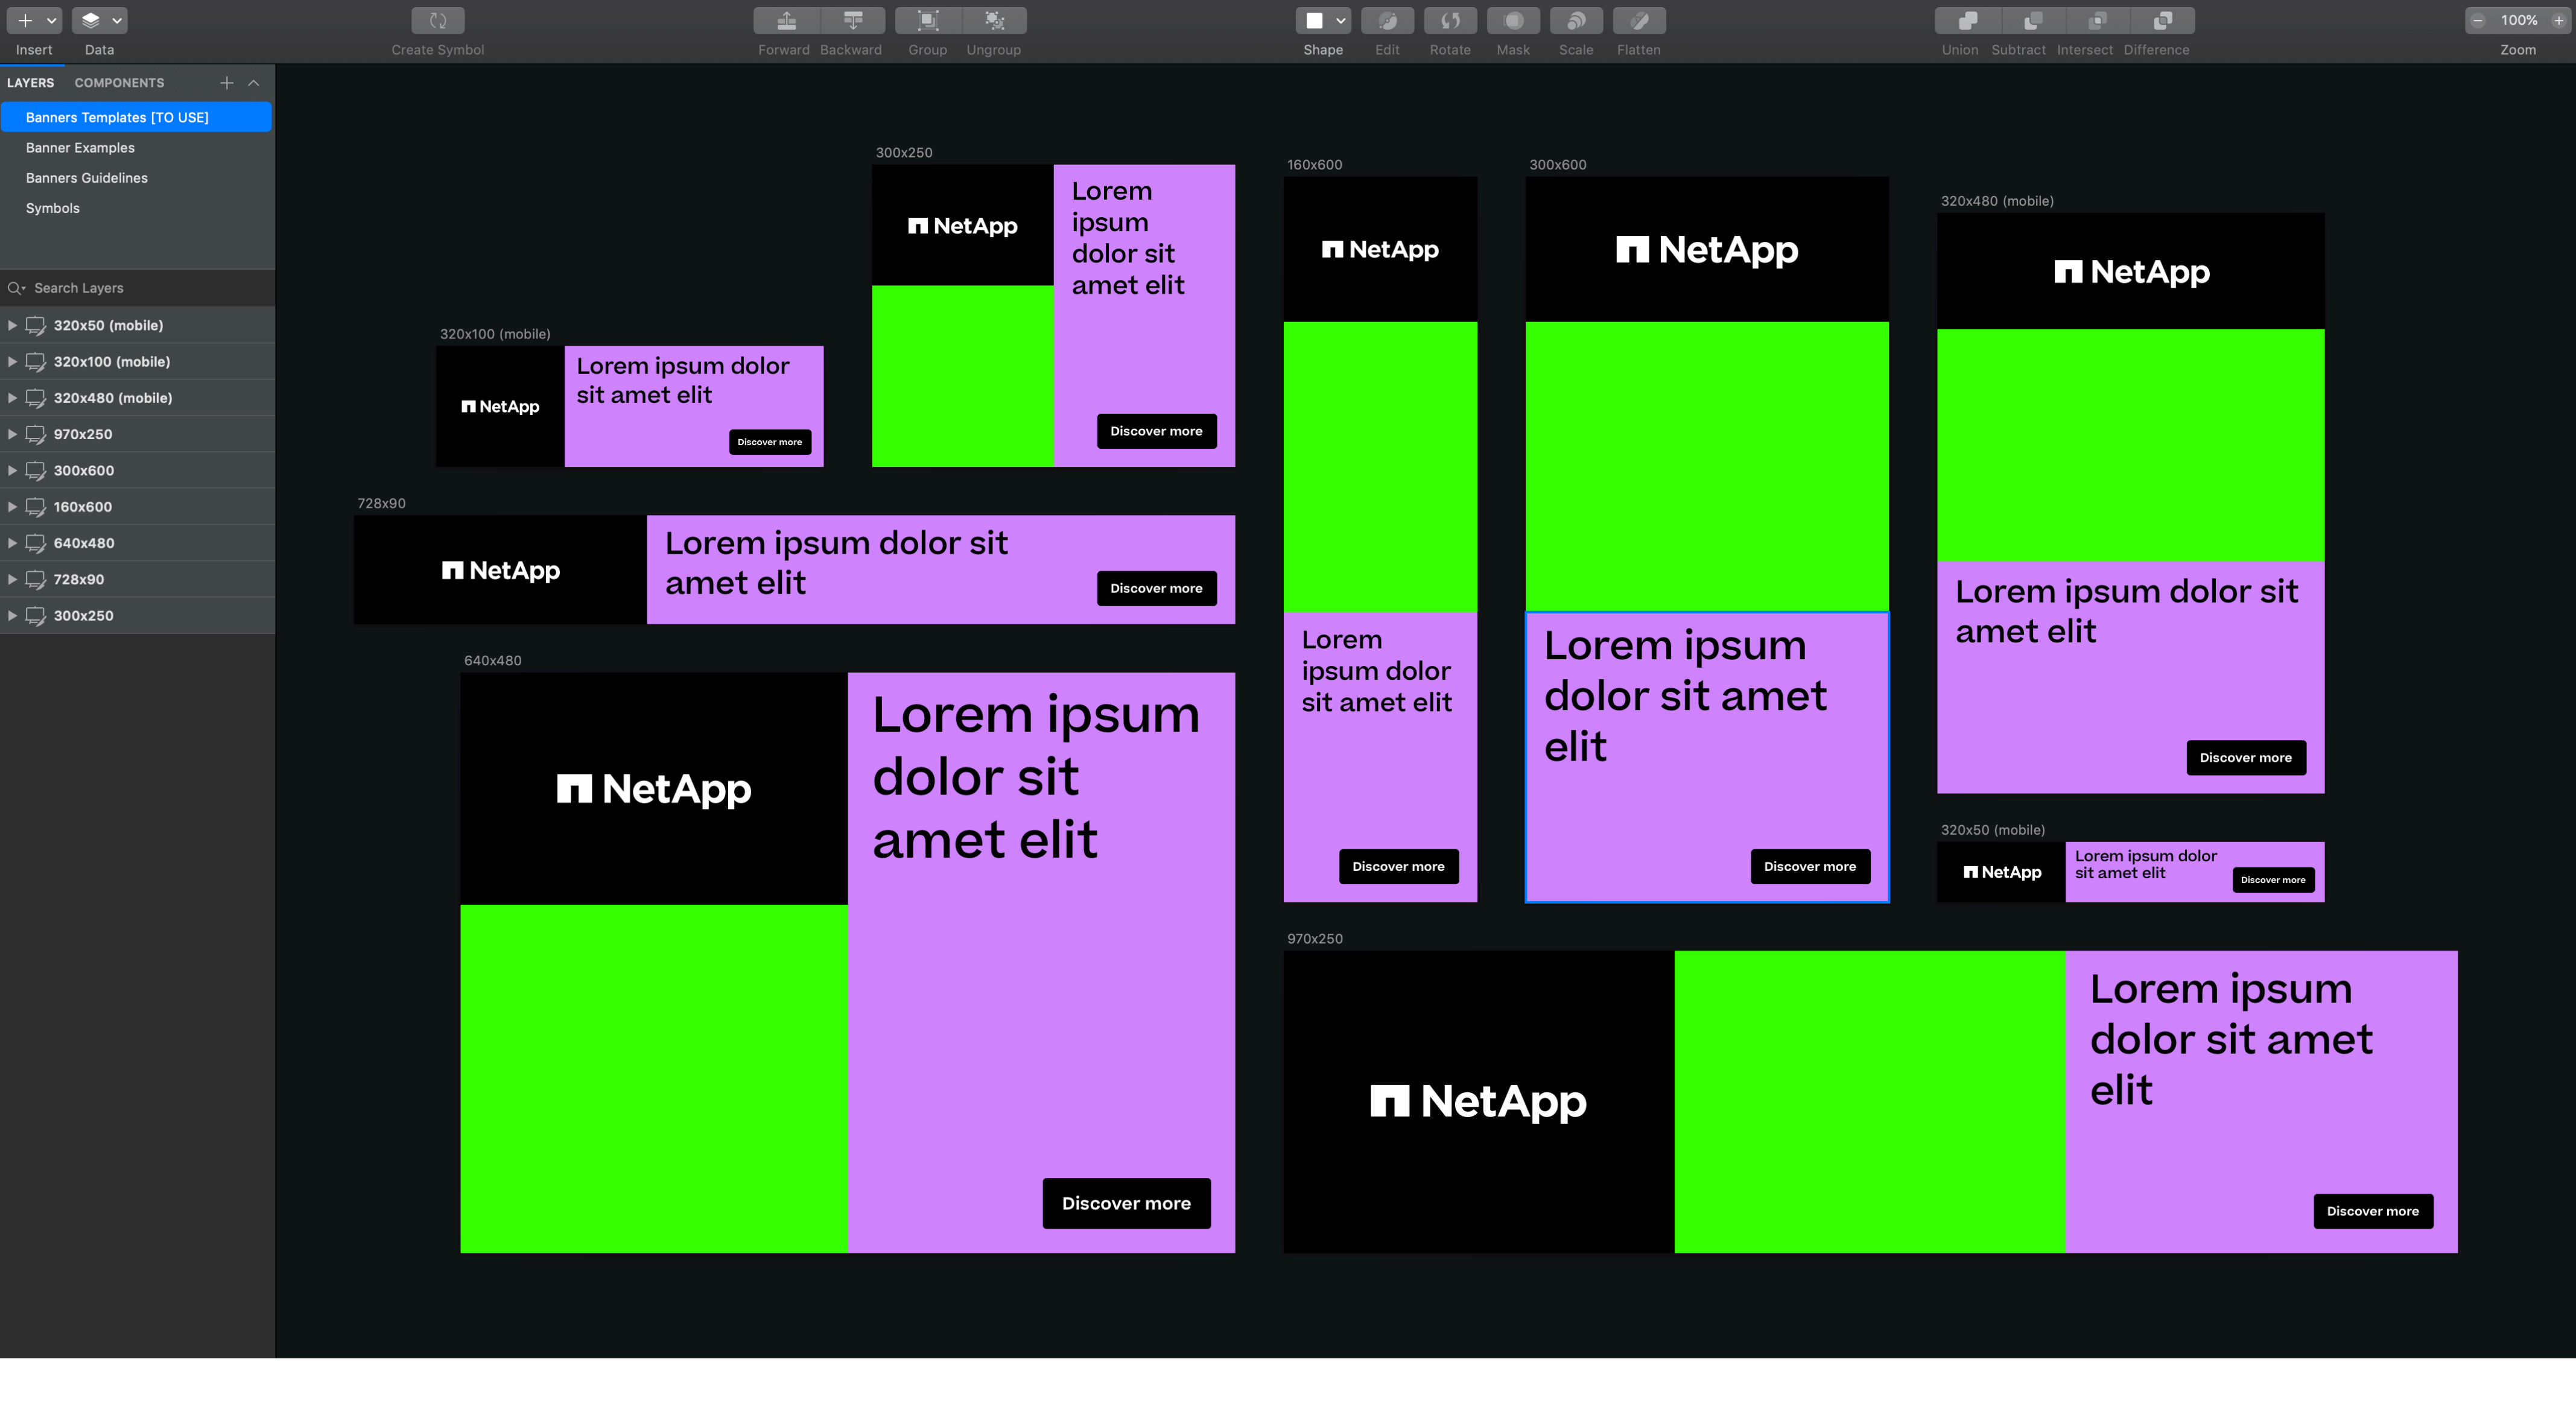 Insert
Data
Create Symbol
Forward
Backward
Group
Ungroup
Shape
Edit
Rotate
Mask
Scale
Flatten
Union
Subtract
Intersect
Difference
100%
Zoom
LAYERS
COMPONENTS
Banners Templates [TO USE]
Banner Examples
Banners Guidelines
Symbols
Search Layers
320x50 (mobile)
320x100 (mobile)
320x480 (mobile)
970x250
300x600
160x600
640x480
728x90
300x250
320x100 (mobile)
NetApp
Lorem ipsum dolor
sit amet elit
Discover more
300x250
NetApp
Lorem
ipsum
dolor sit
amet elit
Discover more
728x90
NetApp
Lorem ipsum dolor sit
amet elit
Discover more
640x480
NetApp
Lorem ipsum
dolor sit
amet elit
Discover more
160x600
NetApp
Lorem
ipsum dolor
sit amet elit
Discover more
300x600
NetApp
Lorem ipsum
dolor sit amet
elit
Discover more
320x480 (mobile)
NetApp
Lorem ipsum dolor sit
amet elit
Discover more
320x50 (mobile)
NetApp
Lorem ipsum dolor
sit amet elit
Discover more
970x250
NetApp
Lorem ipsum
dolor sit amet
elit
Discover more